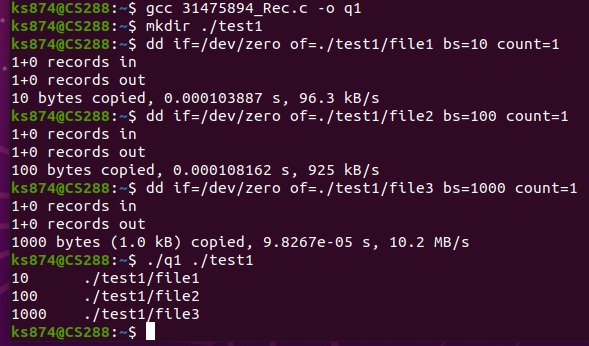 ks874@CS288:~$ gcc 31475894_Rec.c -o q1
ks874@CS288:~$ mkdir ./test1
ks874@CS288:~$ dd if=/dev/zero of=./test1/file1 bs=10 count=1
1+0 records in
1+0 records out
10 bytes copied, 0.000103887 s, 96.3 kB/s
ks874@CS288:~$ dd if=/dev/zero of=./test1/file2 bs=100 count=1
1+0 records in
1+0 records out
100 bytes copied, 0.000108162 s, 925 kB/s
ks874@CS288:~$ dd if=/dev/zero of=./test1/file3 bs=1000 count=1
1+0 records in
1+0 records out
1000 bytes (1.0 kB) copied, 9.8267e-05 s, 10.2 MB/s
ks874@CS288:~$ ./q1 ./test1
10      ./test1/file1
100     ./test1/file2
1000    ./test1/file3
ks874@CS288:~$